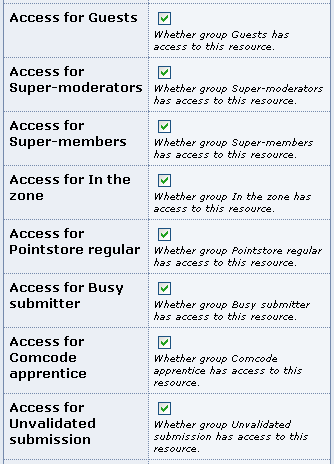 Access for Guests
Whether group Guests has
access to this resource.
Access for
Super-moderators
Whether group Super-moderators
has access to this resource.
Access for
Super-members
Whether group Super-members
has access to this resource.
Access for In the
zone
Whether group In the zone has
access to this resource.
Access for
Pointstore regular
Whether group Pointstore regular
has access to this resource.
Access for Busy
submitter
Whether group Busy submitter
has access to this resource.
Access for
Comcode
apprentice
Whether group Comcode
apprentice has access to this
resource.
Access for
Unvalidated
submission
Whether group Unvalidated
submission has access to this
resource.